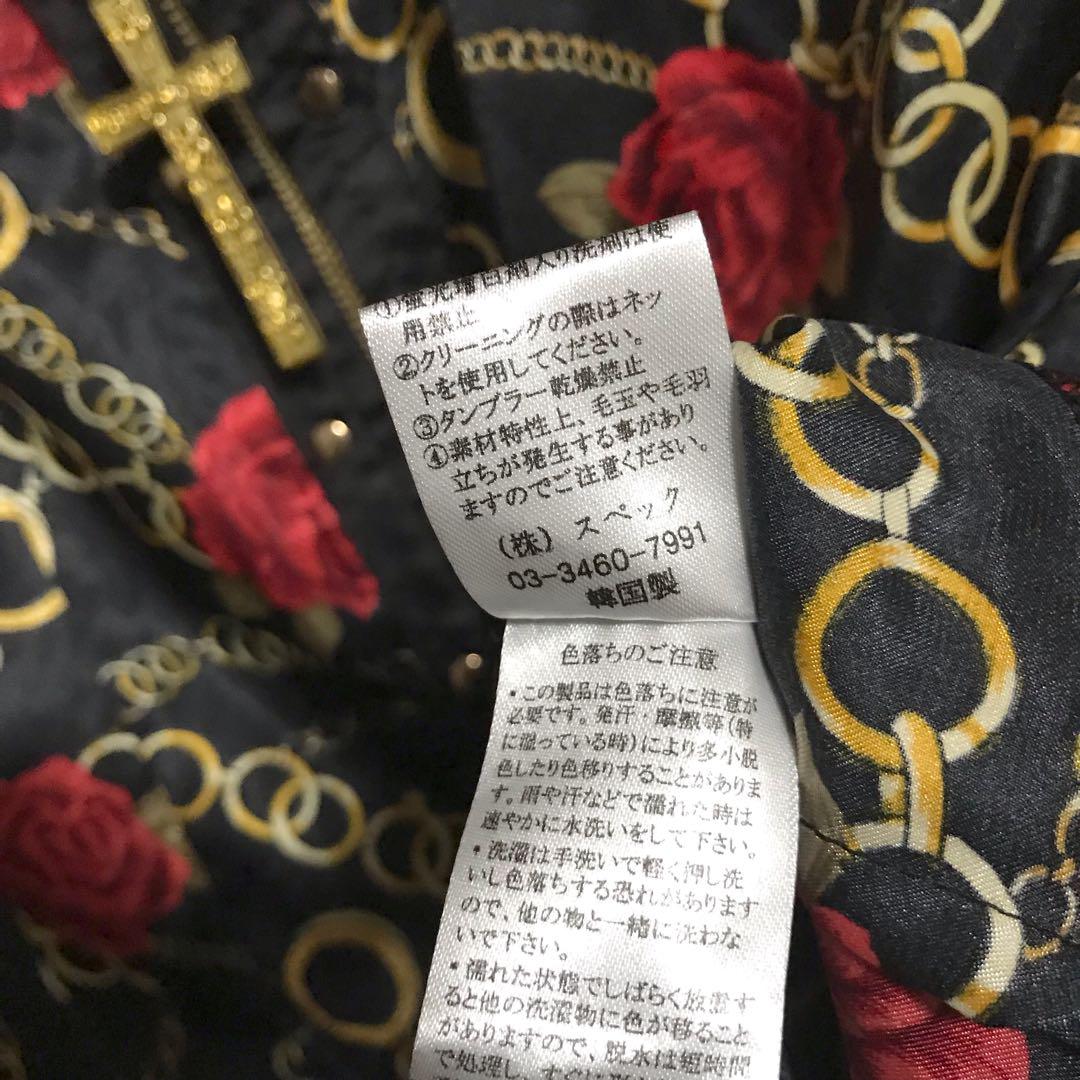 ①蛍光増白剤入り洗剤は使
用禁止
②クリーニングの際はネッ
トを使用してください。
③タンブラー乾燥禁止
④素材特性上、毛玉や毛羽
立ちが発生する事があり
ますのでご注意ください。
(株) スペック
03-3460-7991
韓国製
色落ちのご注意
・この製品は色落ちに注意が
必要です。発汗・摩擦等(特
に湿っている時)により多小脱
色したり色移りすることがありま
す。雨や汗などで濡れた時は
速やかに水洗いをして下さい。
・洗濯は手洗いで軽く押し洗
いし色落ちする恐れがあります
ので、他の物と一緒に洗わな
いで下さい。
・濡れた状態でしばらく放置す
ると他の洗濯物に色が移ること
がありますので、脱水は短時間
で処理し、すぐに